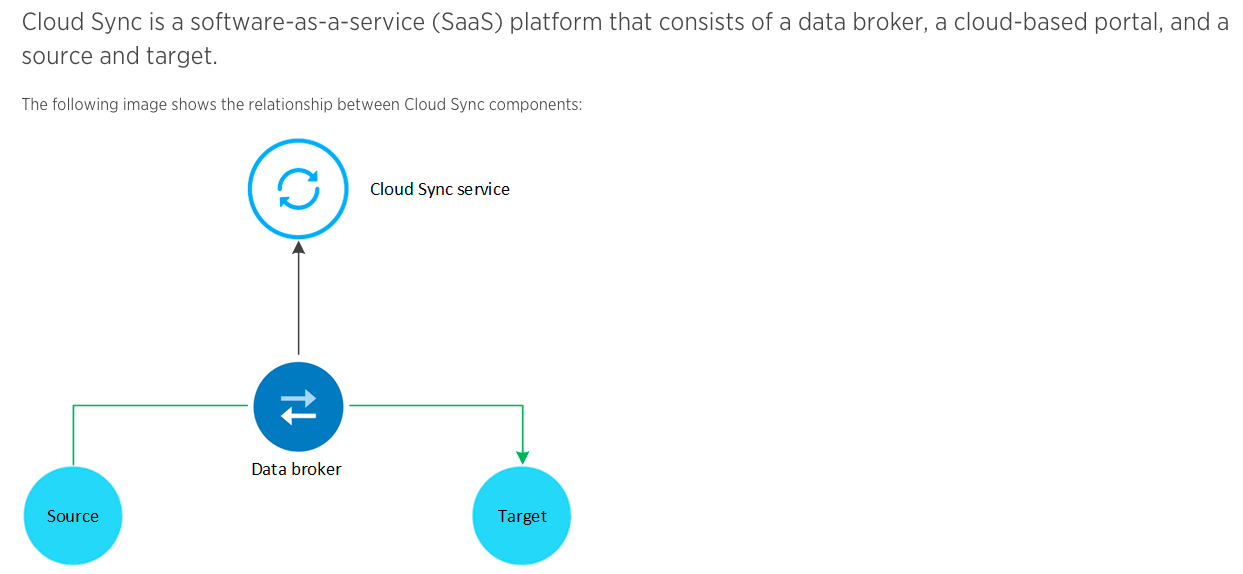 Cloud Sync is a software-as-a-service (SaaS) platform that consists of a data broker, a cloud-based portal, and a
source and target.
The following image shows the relationship between Cloud Sync components:
Cloud Sync service
Data broker
Source
Target